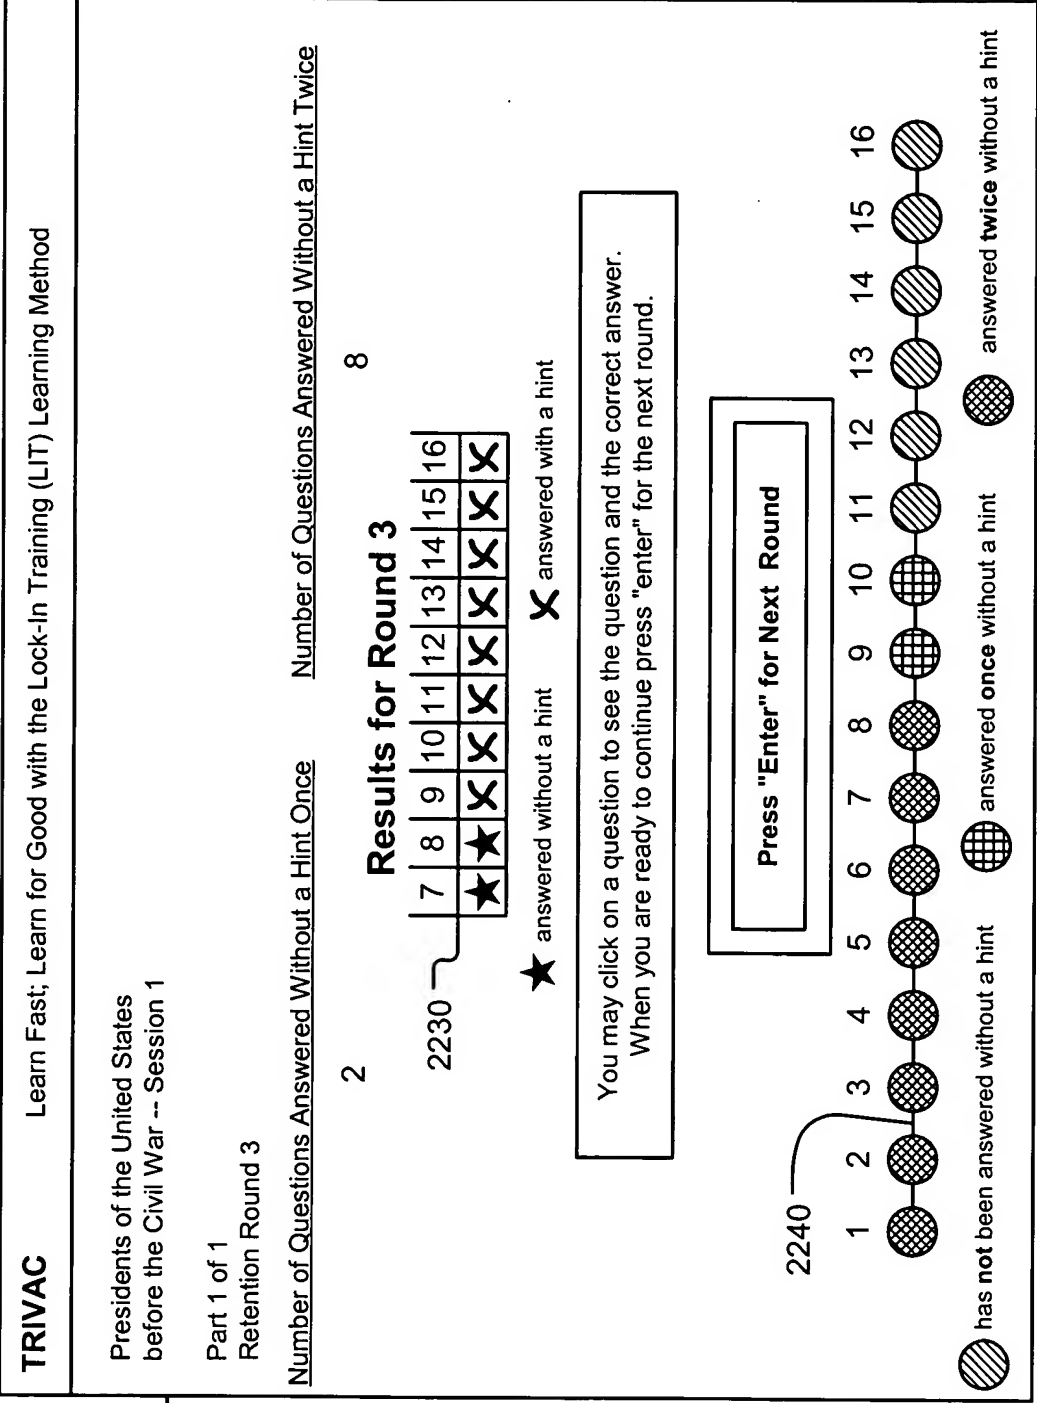 TRIVAC Learn Fast; Learn for Good with the Lock-In Training (LIT) Learning Method
Presidents of the United States
before the Civil War -- Session 1
Part 1 of 1
Retention Round 3
Number of Questions Answered Without a Hint Once Number of Questions Answered Without a Hint Twice
2 8
Results for Round 3
7 8 9 10 11 12 13 14 15 16
2230
answered without a hint answered with a hint
You may click on a question to see the question and the correct answer.
When you are ready to continue press "enter" for the next round.
Press "Enter" for Next Round
2240
1 2 3 4 5 6 7 8 9 10 11 12 13 14 15 16
has not been answered without a hint answered once without a hint answered twice without a hint